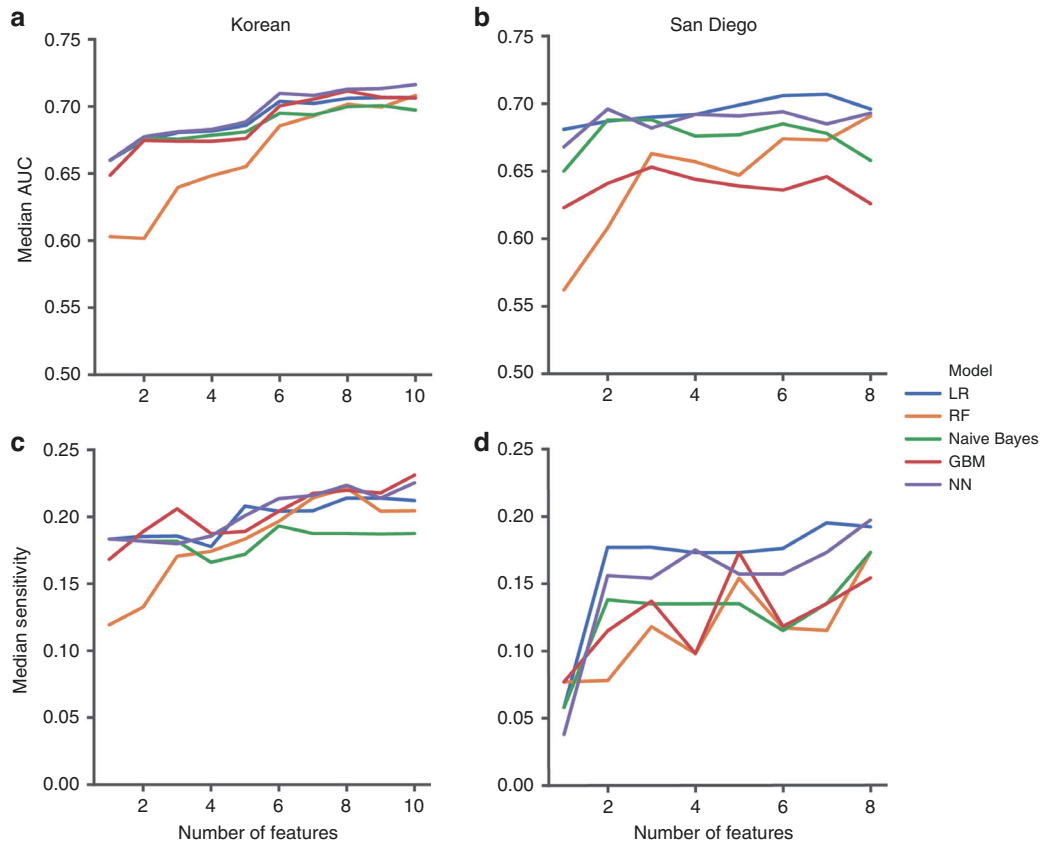 a
Korean
0.75
0.70
0.65
0.60
0.55
0.50
Median AUC
2
4
6
8
10
b
San Diego
0.75
0.70
0.65
0.60
0.55
0.50
2
4
6
8
Model
LR
RF
Naive Bayes
GBM
NN
c
0.25
0.20
0.15
0.10
0.05
0.00
Median sensitivity
2
4
6
8
10
Number of features
d
0.25
0.20
0.15
0.10
0.05
0.00
2
4
6
8
Number of features